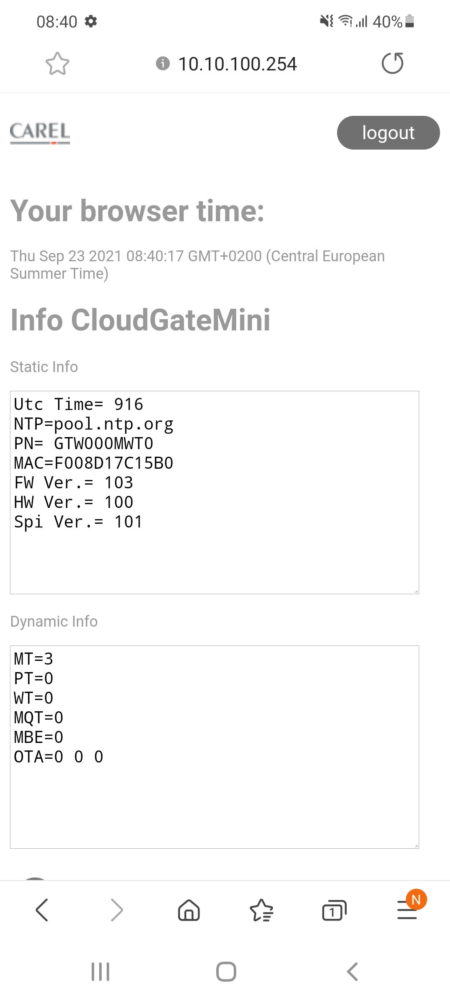 08:40
40%
10.10.100.254
CAREL
logout
Your browser time:
Thu Sep 23 2021 08:40:17 GMT+0200 (Central European
Summer Time)
Info CloudGateMini
Static Info
Utc Time= 916
NTP=pool.ntp.org
PN= GTW000MWT0
MAC=F008D17C15B0
FW Ver.= 103
HW Ver.= 100
Spi Ver.= 101
Dynamic Info
MT=3
PT=0
WT=0
MQT=0
MBE=0
OTA=0 0 0
1
N